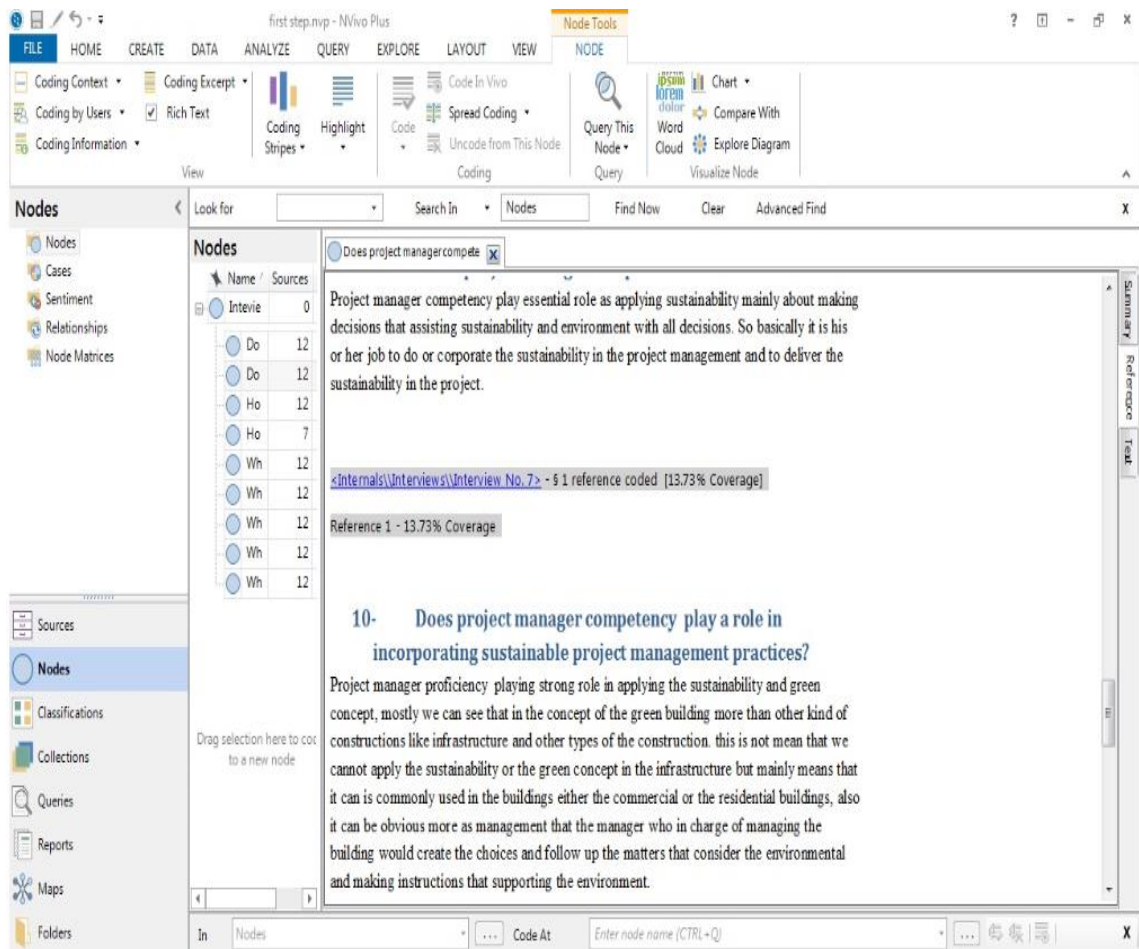 first step.nvp - NVivo Plus
Node Tools
FILE HOME CREATE DATA ANALYZE QUERY EXPLORE LAYOUT VIEW NODE
Coding Context
Coding by Users
Coding Information
Coding Excerpt
Rich Text
View
Coding Stripes
Highlight
Code
Code In Vivo
Spread Coding
Uncode from This Node
Coding
Query This Node
Query
Word Cloud
Chart
Compare With
Explore Diagram
Visualize Node
Nodes
Look for Search In Nodes Find Now Clear Advanced Find X
Nodes
Cases
Sentiment
Relationships
Node Matrices
Sources
Nodes
Classifications
Collections
Queries
Reports
Maps
Folders
Nodes
Name Sources
Intevie 0
Do 12
Do 12
Ho 12
Ho 7
Wh 12
Wh 12
Wh 12
Wh 12
Wh 12
Drag selection here to coc
to a new node
Does project manager compete
Project manager competency play essential role as applying sustainability mainly about making
decisions that assisting sustainability and environment with all decisions. So basically it is his
or her job to do or corporate the sustainability in the project management and to deliver the
sustainability in the project.
<Internals\\Interviews\\Interview No. 7> - § 1 reference coded [13.73% Coverage]
Reference 1 - 13.73% Coverage
10- Does project manager competency play a role in
incorporating sustainable project management practices?
Project manager proficiency playing strong role in applying the sustainability and green
concept, mostly we can see that in the concept of the green building more than other kind of
constructions like infrastructure and other types of the construction. this is not mean that we
cannot apply the sustainability or the green concept in the infrastructure but mainly means that
it can is commonly used in the buildings either the commercial or the residential buildings, also
it can be obvious more as management that the manager who in charge of managing the
building would create the choices and follow up the matters that consider the environmental
and making instructions that supporting the environment.
Summary
Reference
Text
In Nodes ... Code At Enter node name (CTRL+Q) ... X